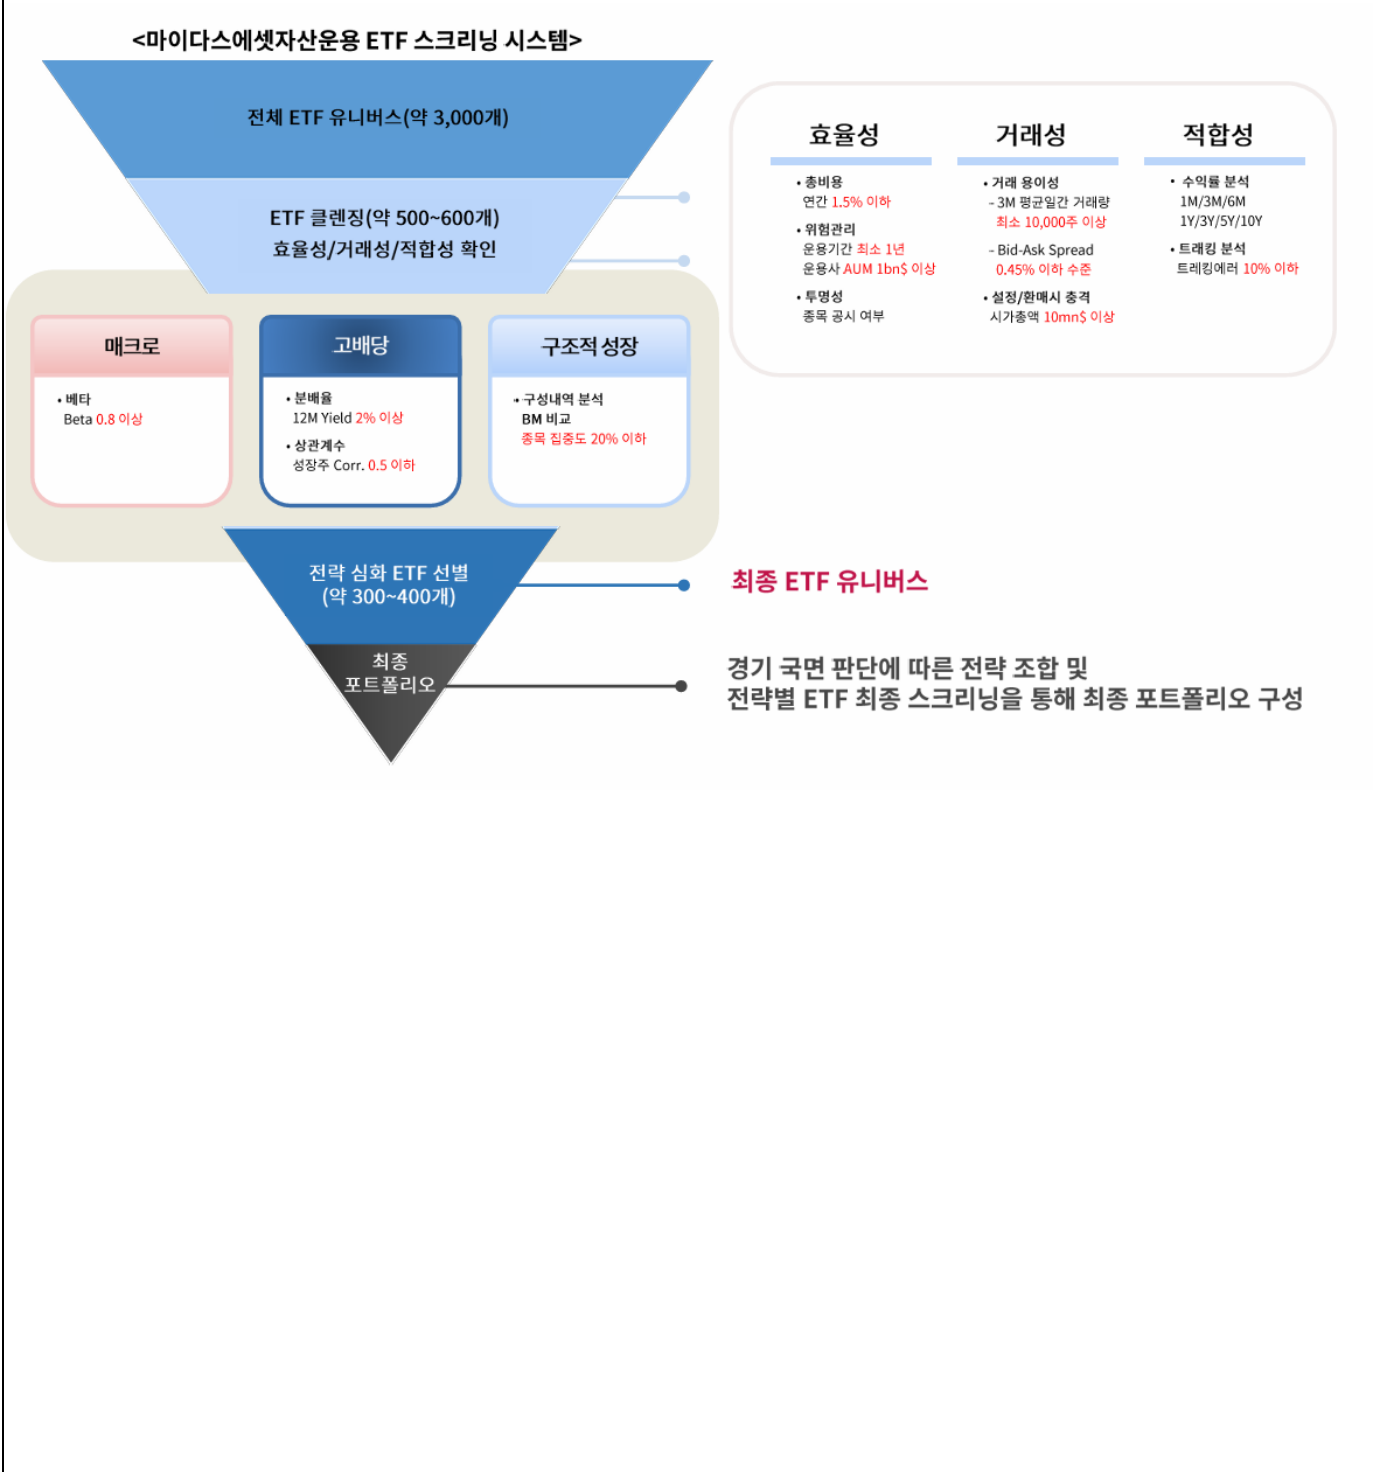 <마이다스에셋자산운용 ETF 스크리닝 시스템>
전체 ETF 유니버스(약 3,000개)
ETF 클렌징(약 500~600개)
효율성/거래성/적합성 확인
효율성
• 총비용
연간 1.5% 이하
• 위험관리
운용기간 최소 1년
운용사 AUM 1bn$ 이상
• 투명성
종목 공시 여부
거래성
• 거래 용이성
- 3M 평균일간 거래량
최소 10,000주 이상
- Bid-Ask Spread
0.45% 이하 수준
• 설정/환매시 충격
시가총액 10mn$ 이상
적합성
• 수익률 분석
1M/3M/6M
1Y/3Y/5Y/10Y
• 트래킹 분석
트레킹에러 10% 이하
매크로
• 베타
Beta 0.8 이상
고배당
• 분배율
12M Yield 2% 이상
• 상관계수
성장주 Corr. 0.5 이하
구조적 성장
• 구성내역 분석
BM 비교
종목 집중도 20% 이하
전략 심화 ETF 선별
(약 300~400개)
최종 ETF 유니버스
최종
포트폴리오
경기 국면 판단에 따른 전략 조합 및
전략별 ETF 최종 스크리닝을 통해 최종 포트폴리오 구성